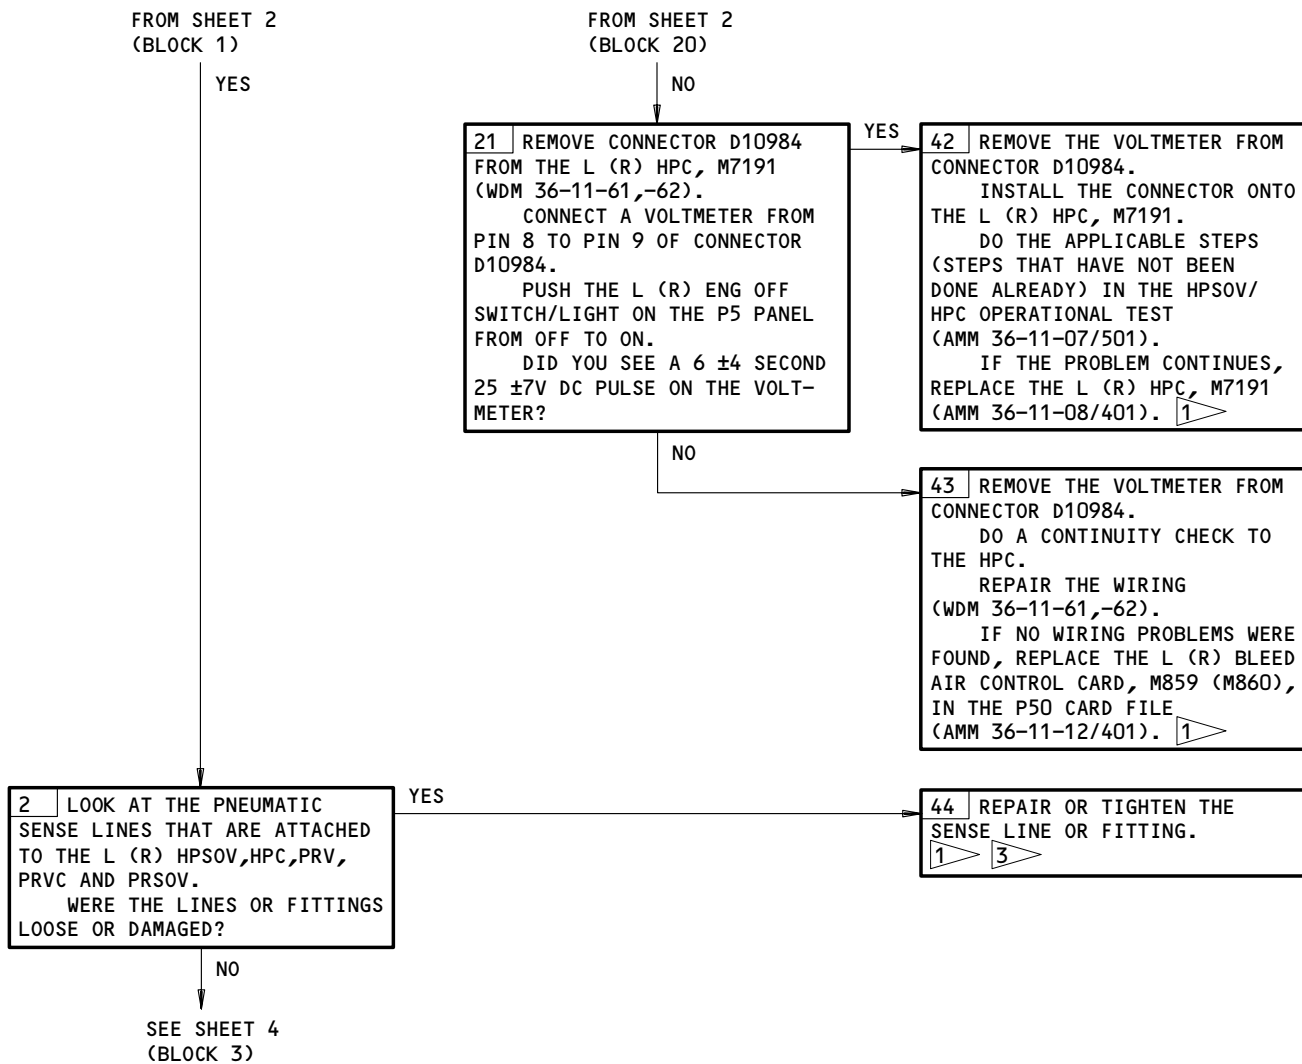 FROM SHEET 2
(BLOCK 1)
YES
FROM SHEET 2
(BLOCK 20)
NO
21 REMOVE CONNECTOR D10984
FROM THE L (R) HPC, M7191
(WDM 36-11-61,-62).
CONNECT A VOLTMETER FROM
PIN 8 TO PIN 9 OF CONNECTOR
D10984.
PUSH THE L (R) ENG OFF
SWITCH/LIGHT ON THE P5 PANEL
FROM OFF TO ON.
DID YOU SEE A 6 ±4 SECOND
25 ±7V DC PULSE ON THE VOLT-
METER?
YES
NO
42 REMOVE THE VOLTMETER FROM
CONNECTOR D10984.
INSTALL THE CONNECTOR ONTO
THE L (R) HPC, M7191.
DO THE APPLICABLE STEPS
(STEPS THAT HAVE NOT BEEN
DONE ALREADY) IN THE HPSOV/
HPC OPERATIONAL TEST
(AMM 36-11-07/501).
IF THE PROBLEM CONTINUES,
REPLACE THE L (R) HPC, M7191
(AMM 36-11-08/401). 1
43 REMOVE THE VOLTMETER FROM
CONNECTOR D10984.
DO A CONTINUITY CHECK TO
THE HPC.
REPAIR THE WIRING
(WDM 36-11-61,-62).
IF NO WIRING PROBLEMS WERE
FOUND, REPLACE THE L (R) BLEED
AIR CONTROL CARD, M859 (M860),
IN THE P50 CARD FILE
(AMM 36-11-12/401). 1
2 LOOK AT THE PNEUMATIC
SENSE LINES THAT ARE ATTACHED
TO THE L (R) HPSOV,HPC,PRV,
PRVC AND PRSOV.
WERE THE LINES OR FITTINGS
LOOSE OR DAMAGED?
YES
NO
44 REPAIR OR TIGHTEN THE
SENSE LINE OR FITTING.
1 3
SEE SHEET 4
(BLOCK 3)